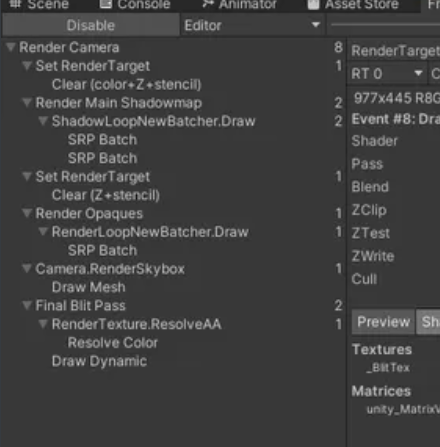 Scene Console Animator Asset Store
Disable Editor
Render Camera 8
Set RenderTarget 1
Clear (color+Z+stencil)
Render Main Shadowmap 2
ShadowLoopNewBatcher.Draw 2
SRP Batch
SRP Batch
Set RenderTarget 1
Clear (Z+stencil)
Render Opaques 1
RenderLoopNewBatcher.Draw 1
SRP Batch
Camera.RenderSkybox 1
Draw Mesh
Final Blit Pass 2
RenderTexture.ResolveAA 1
Resolve Color
Draw Dynamic
RenderTarget
RT 0
977x445 R8G
Event #8: Dra
Shader
Pass
Blend
ZClip
ZTest
ZWrite
Cull
Preview Sh
Textures
_BlitTex
Matrices
unity_MatrixV